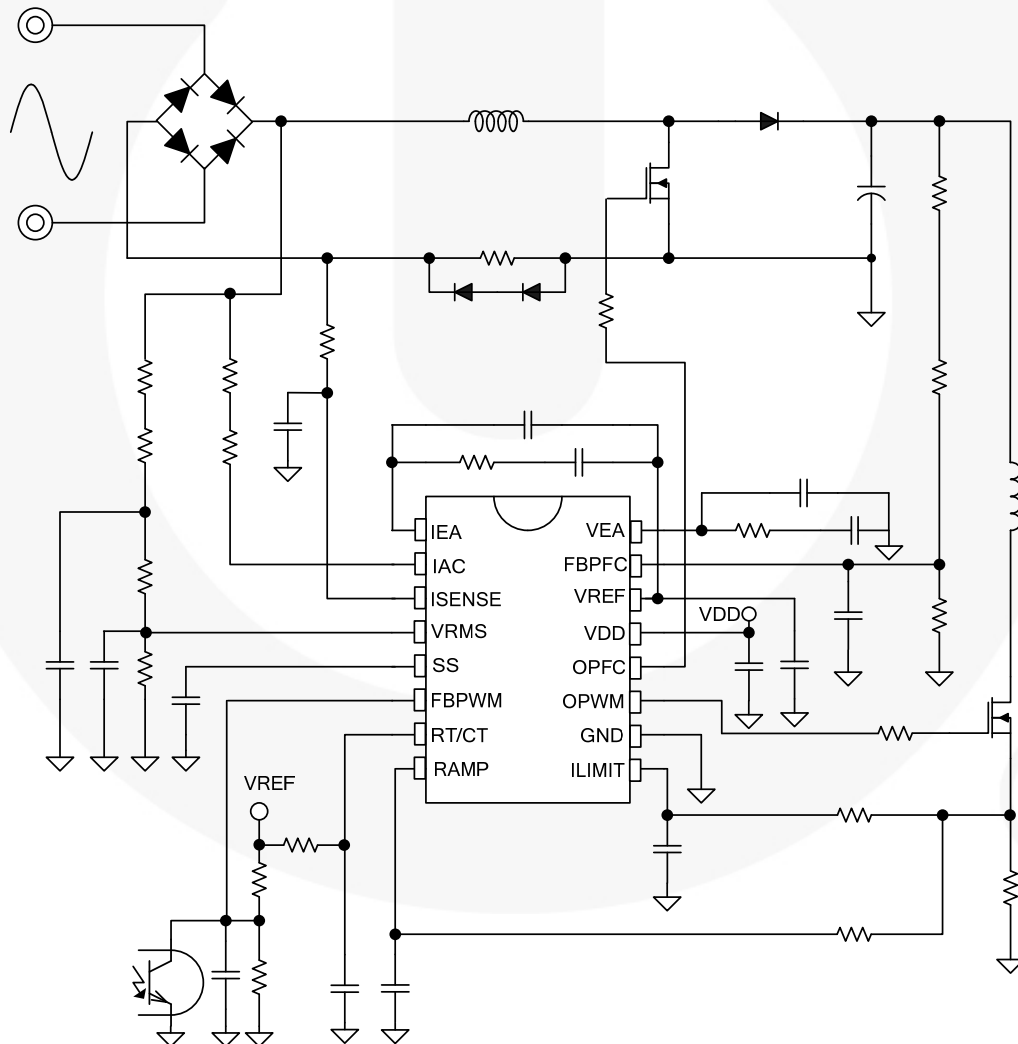 IEA
IAC
ISENSE
VRMS
SS
FBPWM
RT/CT
RAMP
VEA
FBPFC
VREF
VDD
OPFC
OPWM
GND
ILIMIT
VDD
VREF